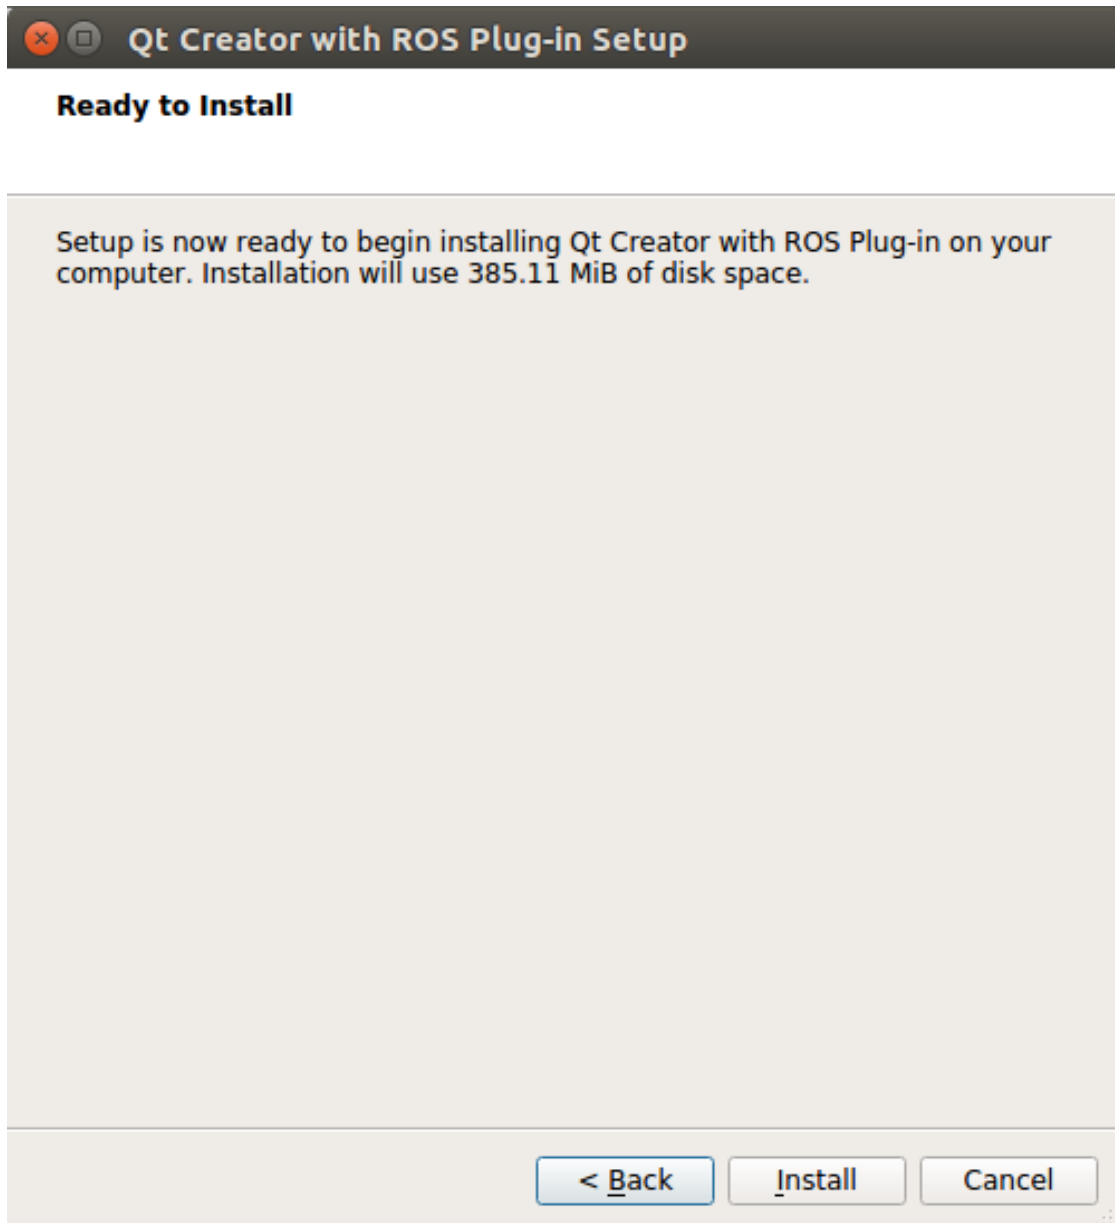 Qt Creator with ROS Plug-in Setup
Ready to Install
Setup is now ready to begin installing Qt Creator with ROS Plug-in on your
computer. Installation will use 385.11 MiB of disk space.
< Back Install Cancel